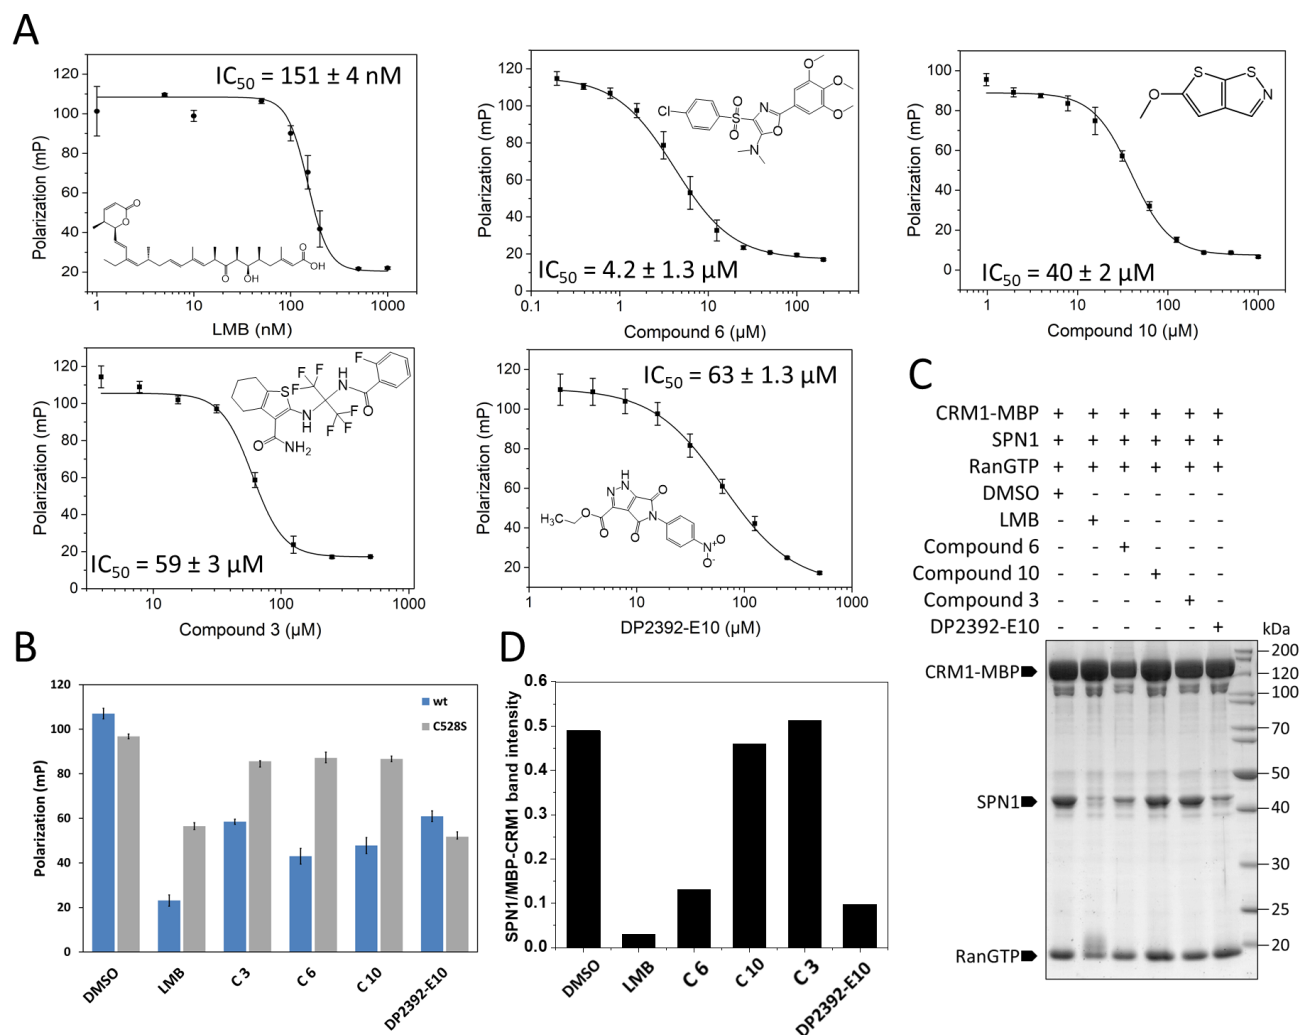 A
IC50 = 151 ± 4 nM
Polarization (mP)
120
100
80
60
40
20
0
1
10
100
1000
LMB (nM)
O
O
O
OH
O
OH
IC50 = 4.2 ± 1.3 µM
Polarization (mP)
120
100
80
60
40
20
0
0.1
1
10
100
Compound 6 (µM)
Cl
O
S
O
N
O
N
O
O
O
IC50 = 40 ± 2 µM
Polarization (mP)
100
80
60
40
20
0
1
10
100
1000
Compound 10 (µM)
S
S
N
O
IC50 = 59 ± 3 µM
Polarization (mP)
120
100
80
60
40
20
0
10
100
1000
Compound 3 (µM)
F
F
F
F
NH
S
N
H
F
F
F
O
O
NH2
IC50 = 63 ± 1.3 µM
Polarization (mP)
120
100
80
60
40
20
1
10
100
1000
DP2392-E10 (µM)
H
N
N
O
H3C
O
O
N
O
N+
O
O-
C
CRM1-MBP + + + + + +
SPN1 + + + + + +
RanGTP + + + + + +
DMSO + - - - - -
LMB - + - - - -
Compound 6 - - + - - -
Compound 10 - - - + - -
Compound 3 - - - - + -
DP2392-E10 - - - - - +
kDa
CRM1-MBP
SPN1
RanGTP
200
120
100
70
50
40
30
25
20
B
Polarization (mP)
120
100
80
60
40
20
0
wt
C528S
DMSO
LMB
C 3
C 6
C 10
DP2392-E10
D
SPN1/MBP-CRM1 band intensity
0.6
0.5
0.4
0.3
0.2
0.1
0.0
DMSO
LMB
C 6
C 10
C 3
DP2392-E10